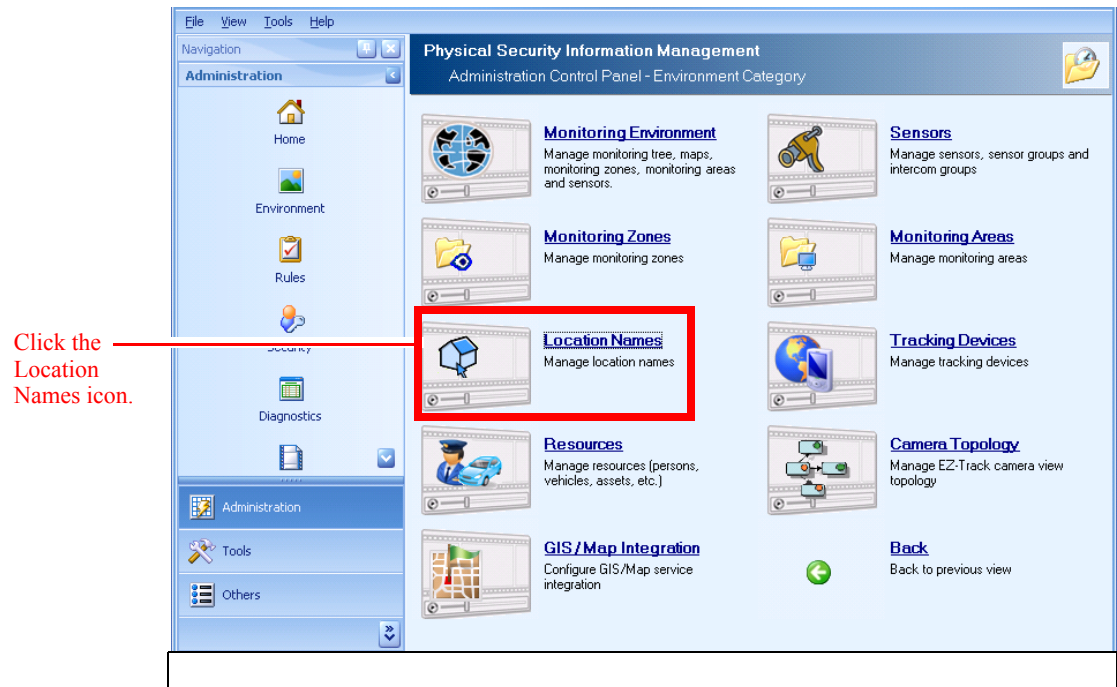 File View Tools Help
Navigation
Administration
Home
Environment
Rules
Security
Diagnostics
Administration
Tools
Others
Physical Security Information Management
Administration Control Panel - Environment Category
Monitoring Environment
Manage monitoring tree, maps,
monitoring zones, monitoring areas
and sensors.
Sensors
Manage sensors, sensor groups and
intercom groups
Monitoring Zones
Manage monitoring zones
Monitoring Areas
Manage monitoring areas
Location Names
Manage location names
Tracking Devices
Manage tracking devices
Resources
Manage resources (persons,
vehicles, assets, etc.)
Camera Topology
Manage EZ-Track camera view
topology
GIS/Map Integration
Configure GIS/Map service
integration
Back
Back to previous view
Click the
Location
Names icon.